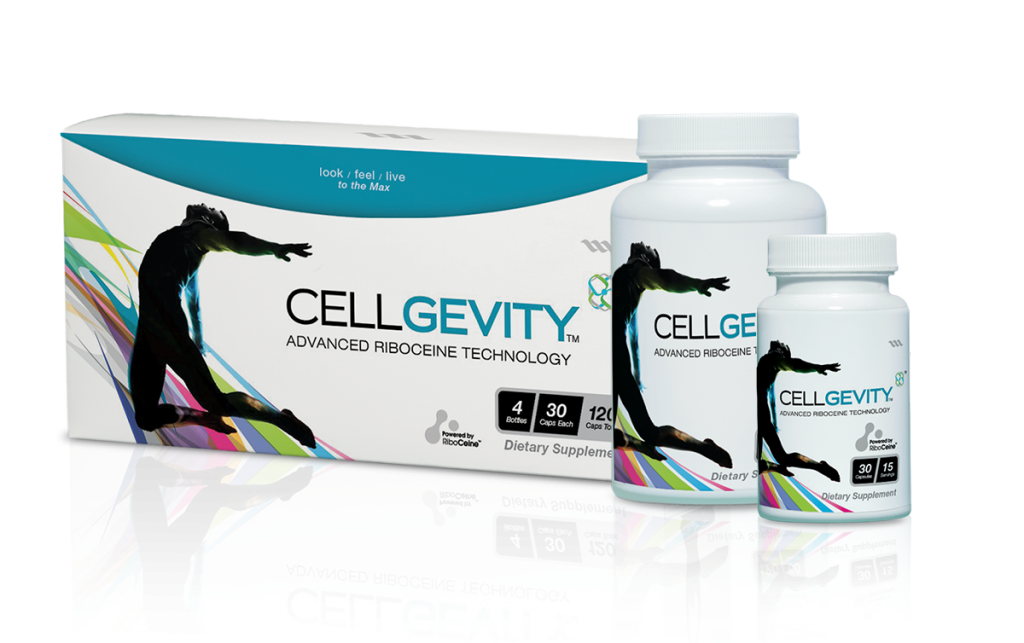 look / feel / live
to the Max
CELLGEVITY™
ADVANCED RIBOCEINE TECHNOLOGY
4 30 120
Bottles Caps Each Caps To
Powered by
RiboCeine™
Dietary Suppleme
CELLGE
ADVANCED RIBOCEINE T
Dietary S
CELLGEVITY™
ADVANCED RIBOCEINE TECHNOLOGY
Powered by
RiboCeine™
30 15
Capsules Servings
Dietary Supplement